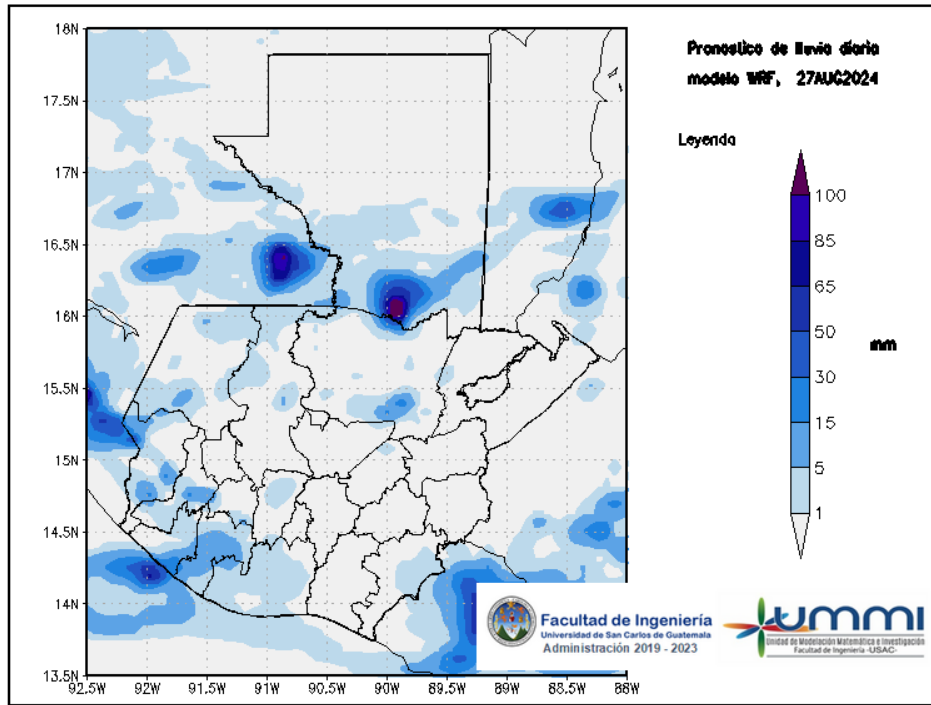 Pronostico de lluvia diaria
modelo WRF, 27AUG2024
Leyenda
18N
17.5N
17N
16.5N
16N
15.5N
15N
14.5N
14N
13.5N
92.5W
92W
91.5W
91W
90.5W
90W
89.5W
89W
88.5W
88W
100
85
65
50
30
15
5
1
mm
Facultad de Ingeniería
Universidad de San Carlos de Guatemala
Administración 2019 - 2023
ummi
Unidad de Modelación Matemática e Investigación
Facultad de Ingeniería -USAC-